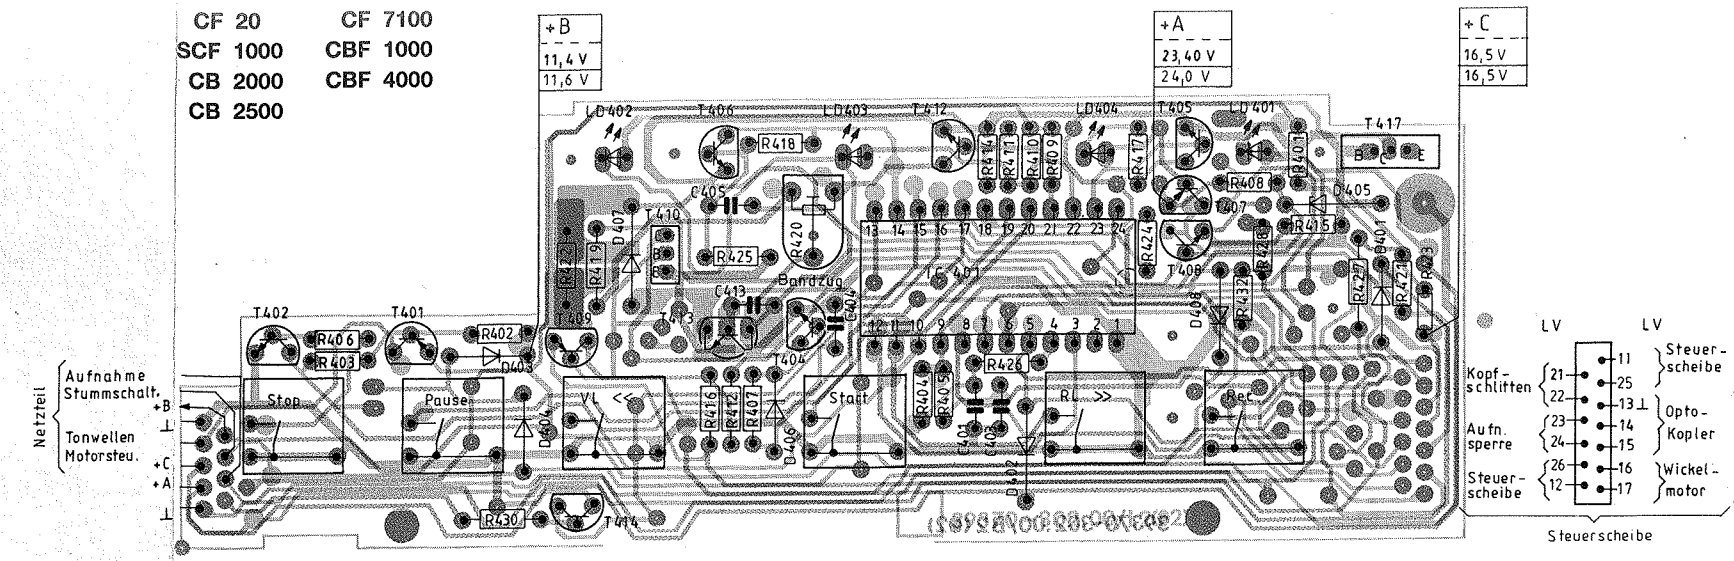 CF 20 CF 7100
SCF 1000 CBF 1000
CB 2000 CBF 4000
CB 2500
+B
11,4 V
11,6 V
+A
23,40 V
24,0 V
+C
16,5 V
16,5 V
LD402 T406 LD403 T412 LD404 T405 LD401 T417
R418 R414 R411 R410 R409 R417 R401 B C E
C405 R408 D405
D407 T410 R420 T407 R415
13 14 15 16 17 18 19 20 21 22 23 24
R422 R419 B B R425 IC 401 R424 T408 R428 R427 D401 R421 R423
Bandzug
C413 C404 D408 R432
T402 T401 T409 T413 T404
12 11 10 9 8 7 6 5 4 3 2 1
R406 R402 R426
R403 D403
Stop Pause VL << Start RL >> Rec
D404 R416 R412 R407 D406 R404 R405 C401 C403 D402
R430 T414
Netzteil
Aufnahme
Stummschalt.
+B
⊥
Tonwellen
Motorsteu.
+C
+A
⊥
LV LV
Kopf-
schlitten
21
22
Aufn.
sperre
23
24
Steuer-
scheibe
26
12
11
25
Steuer-
scheibe
13 ⊥
14
15
Opto-
Kopler
16
17
Wickel-
motor
Steuerscheibe